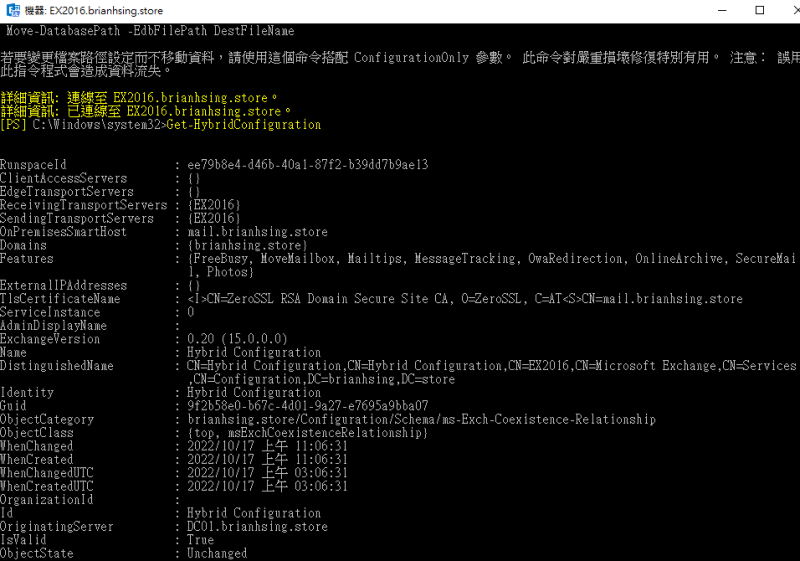 機器: EX2016.brianhsing.store
Move-DatabasePath -EdbFilePath DestFileName
若要變更檔案路徑設定而不移動資料，請使用這個命令搭配 ConfigurationOnly 參數。 此命令對嚴重損壞修復特別有用。 注意： 誤用
此指令程式會造成資料流失。
詳細資訊: 連線至 EX2016.brianhsing.store。
詳細資訊: 已連線至 EX2016.brianhsing.store。
[PS] C:\Windows\system32>Get-HybridConfiguration
RunspaceId : ee79b8e4-d46b-40a1-87f2-b39dd7b9ae13
ClientAccessServers : {}
EdgeTransportServers : {}
ReceivingTransportServers : {EX2016}
SendingTransportServers : {EX2016}
OnPremisesSmartHost : mail.brianhsing.store
Domains : {brianhsing.store}
Features : {FreeBusy, MoveMailbox, Mailtips, MessageTracking, OwaRedirection, OnlineArchive, SecureMai
l, Photos}
ExternalIPAddresses : {}
TlsCertificateName : <I>CN=ZeroSSL RSA Domain Secure Site CA, O=ZeroSSL, C=AT<S>CN=mail.brianhsing.store
ServiceInstance : 0
AdminDisplayName :
ExchangeVersion : 0.20 (15.0.0.0)
Name : Hybrid Configuration
DistinguishedName : CN=Hybrid Configuration,CN=Hybrid Configuration,CN=EX2016,CN=Microsoft Exchange,CN=Services
,CN=Configuration,DC=brianhsing,DC=store
Identity : Hybrid Configuration
Guid : 9f2b58e0-b67c-4d01-9a27-e7695a9bba07
ObjectCategory : brianhsing.store/Configuration/Schema/ms-Exch-Coexistence-Relationship
ObjectClass : {top, msExchCoexistenceRelationship}
WhenChanged : 2022/10/17 上午 11:06:31
WhenCreated : 2022/10/17 上午 11:06:31
WhenChangedUTC : 2022/10/17 上午 03:06:31
WhenCreatedUTC : 2022/10/17 上午 03:06:31
OrganizationId :
Id : Hybrid Configuration
OriginatingServer : DC01.brianhsing.store
IsValid : True
ObjectState : Unchanged